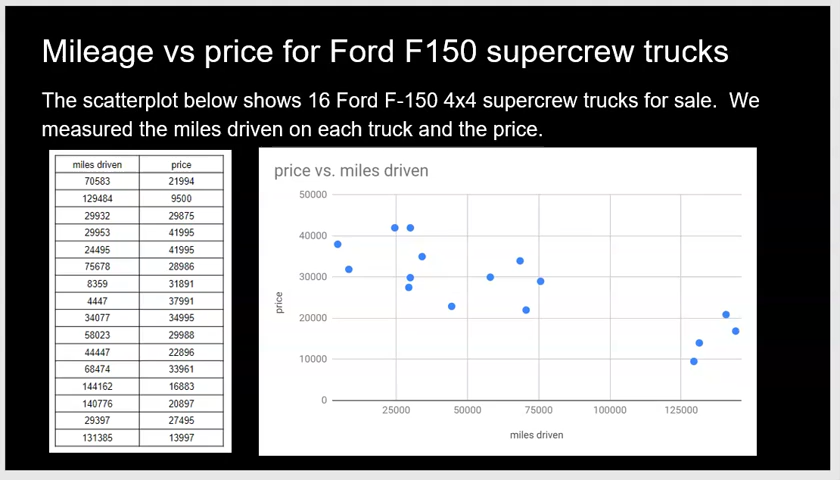 Mileage vs price for Ford F150 supercrew trucks
The scatterplot below shows 16 Ford F-150 4x4 supercrew trucks for sale. We
measured the miles driven on each truck and the price.
miles driven price
70583 21994
129484 9500
29932 29875
29953 41995
24495 41995
75678 28986
8359 31891
4447 37991
34077 34995
58023 29988
44447 22896
68474 33961
144162 16883
140776 20897
29397 27495
131385 13997
price vs. miles driven
50000
40000
30000
20000
10000
0
price
25000 50000 75000 100000 125000
miles driven